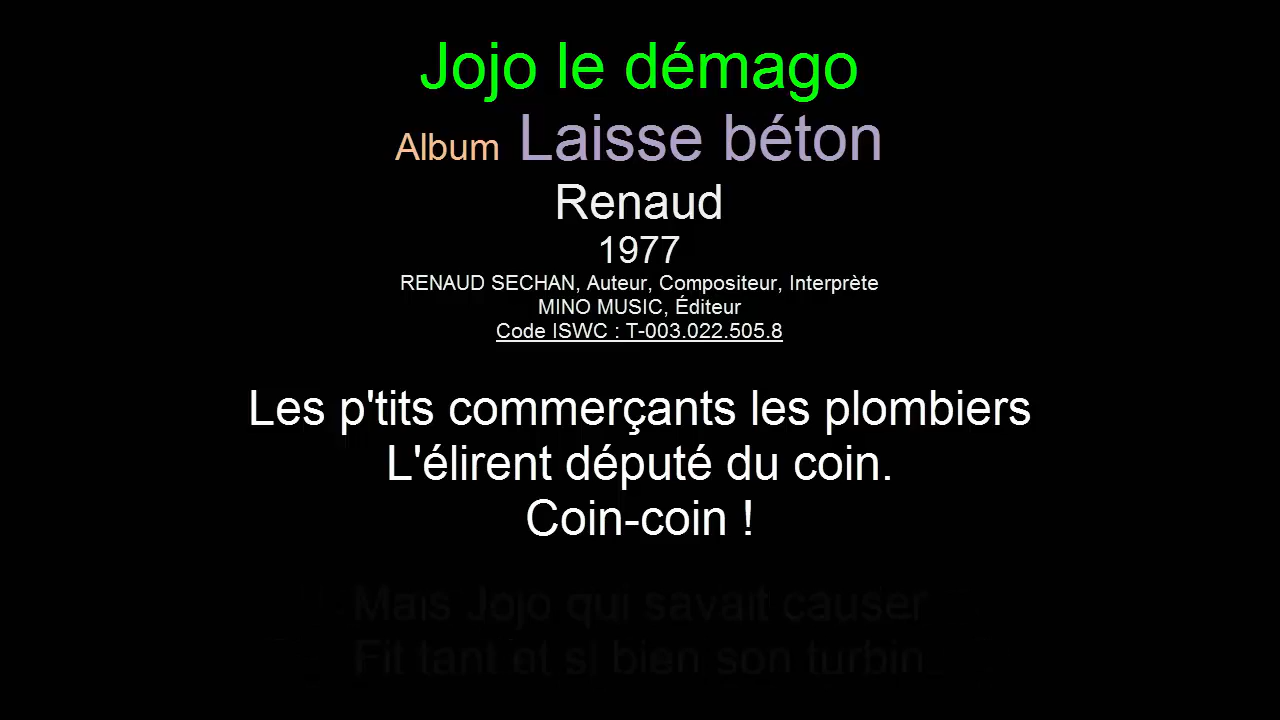 Jojo le démago
Album Laisse béton
Renaud
1977
RENAUD SECHAN, Auteur, Compositeur, Interprète
MINO MUSIC, Éditeur
Code ISWC : T-003.022.505.8
Les p'tits commerçants les plombiers
L'élirent député du coin.
Coin-coin !
Mais Jojo qui savait causer
Fit tant et si bien son turbin